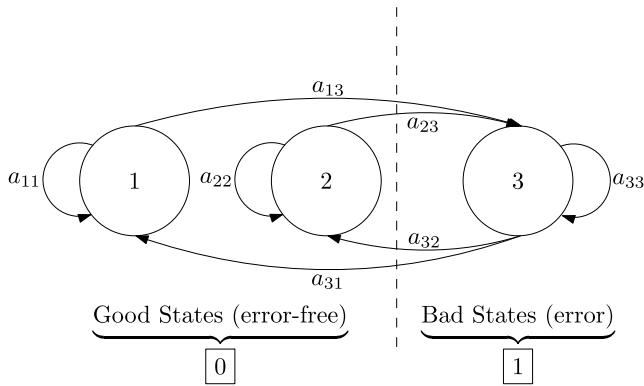 a₁₃
a₂₃
a₁₁ 1 a₂₂ 2 3 a₃₃
a₃₂
a₃₁
Good States (error-free) Bad States (error)
0 1